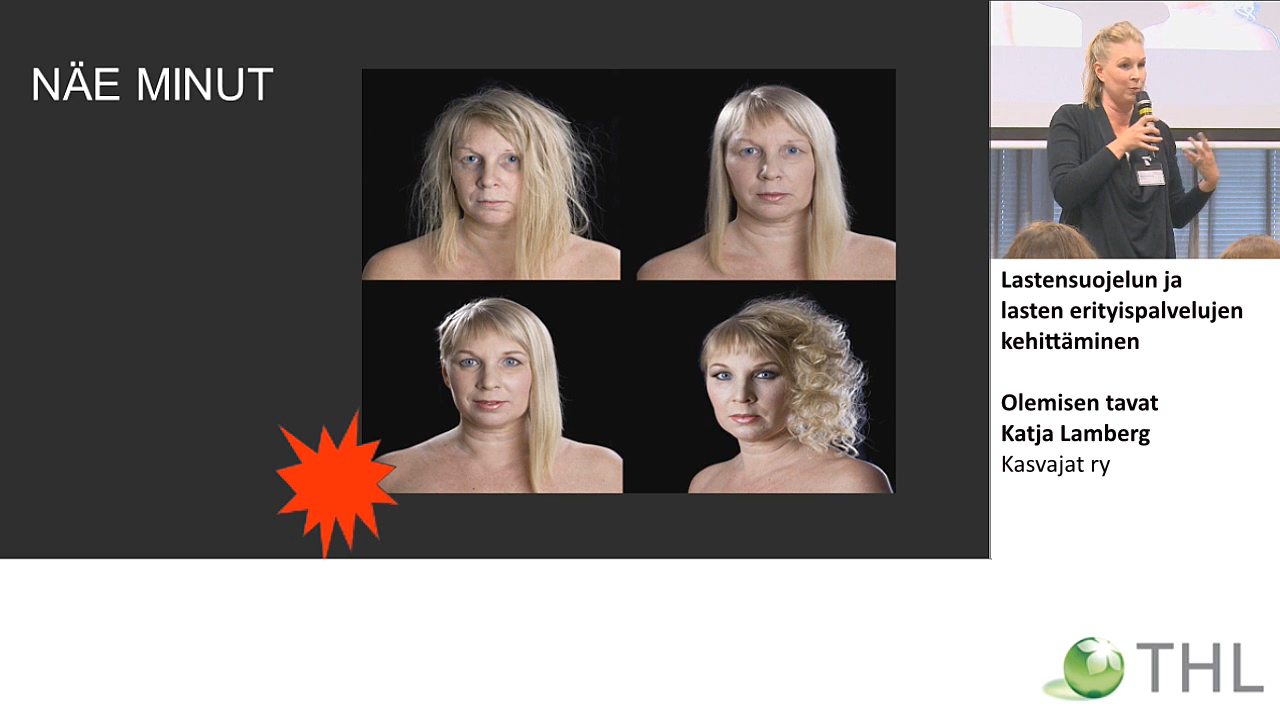 NÄE MINUT
Lastensuojelun ja
lasten erityispalvelujen
kehittäminen
Olemisen tavat
Katja Lamberg
Kasvajat ry
THL